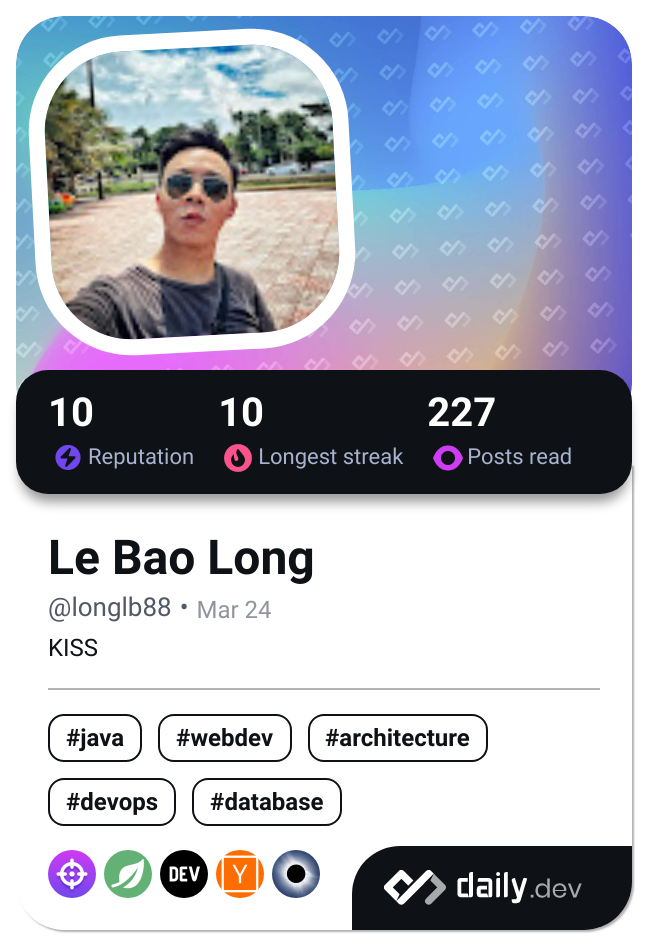 10 10 227
Reputation Longest streak Posts read
Le Bao Long
@longlb88 • Mar 24
KISS
#java #webdev #architecture
#devops #database
DEV Y
daily.dev